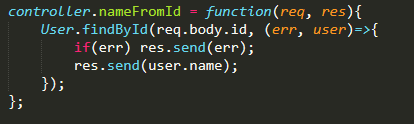 controller.nameFromId = function(req, res){
    User.findById(req.body.id, (err, user)=>{
        if(err) res.send(err);
        res.send(user.name);
    });
};